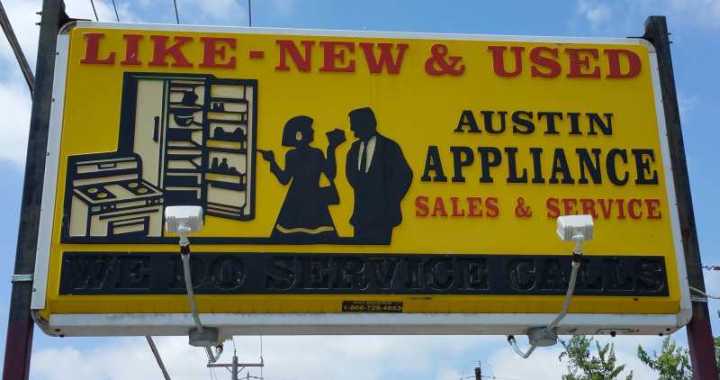 LIKE-NEW & USED
AUSTIN
APPLIANCE
SALES & SERVICE
WE DO SERVICE CALLS